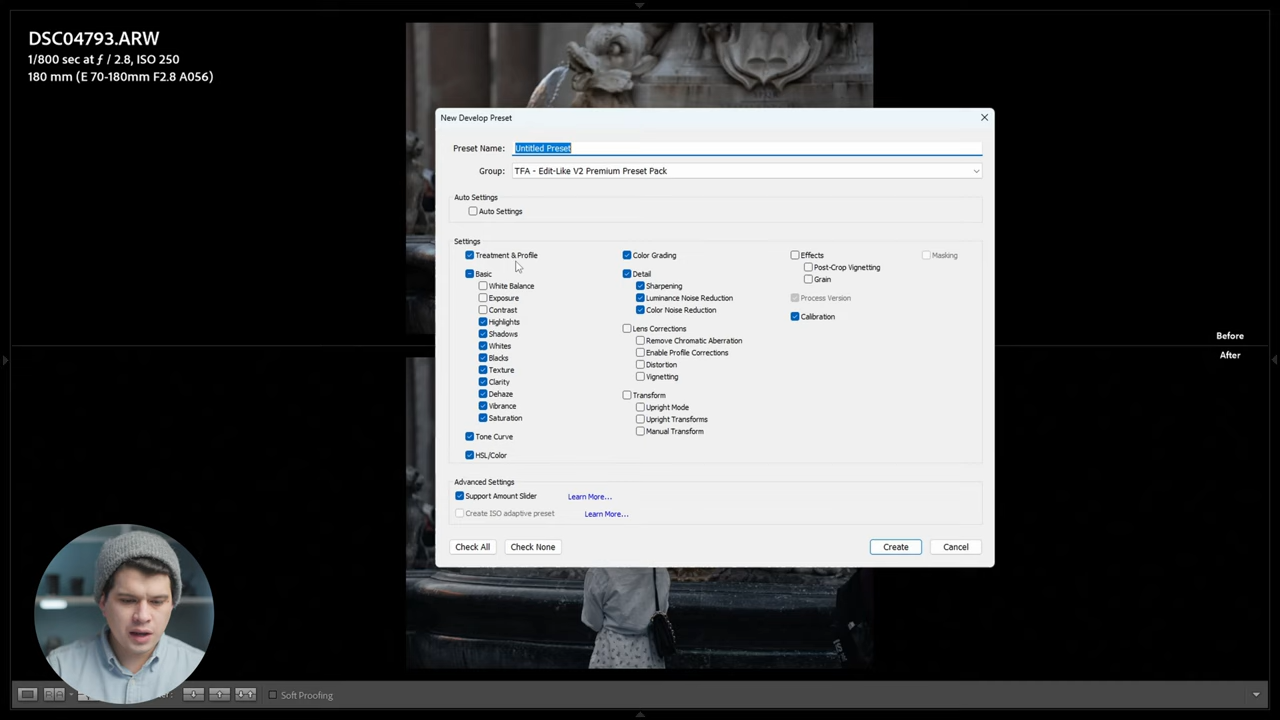 DSC04793.ARW
1/800 sec at ƒ / 2.8, ISO 250
180 mm (E 70-180mm F2.8 A056)
New Develop Preset
Preset Name: Untitled Preset
Group: TFA - Edit-Like V2 Premium Preset Pack
Auto Settings
Auto Settings
Settings
Treatment & Profile
Basic
White Balance
Exposure
Contrast
Highlights
Shadows
Whites
Blacks
Texture
Clarity
Dehaze
Vibrance
Saturation
Tone Curve
HSL/Color
Color Grading
Detail
Sharpening
Luminance Noise Reduction
Color Noise Reduction
Lens Corrections
Remove Chromatic Aberration
Enable Profile Corrections
Distortion
Vignetting
Transform
Upright Mode
Upright Transforms
Manual Transform
Effects
Post-Crop Vignetting
Grain
Process Version
Calibration
Masking
Advanced Settings
Support Amount Slider Learn More...
Create ISO adaptive preset Learn More...
Check All Check None Create Cancel
Before
After
Soft Proofing